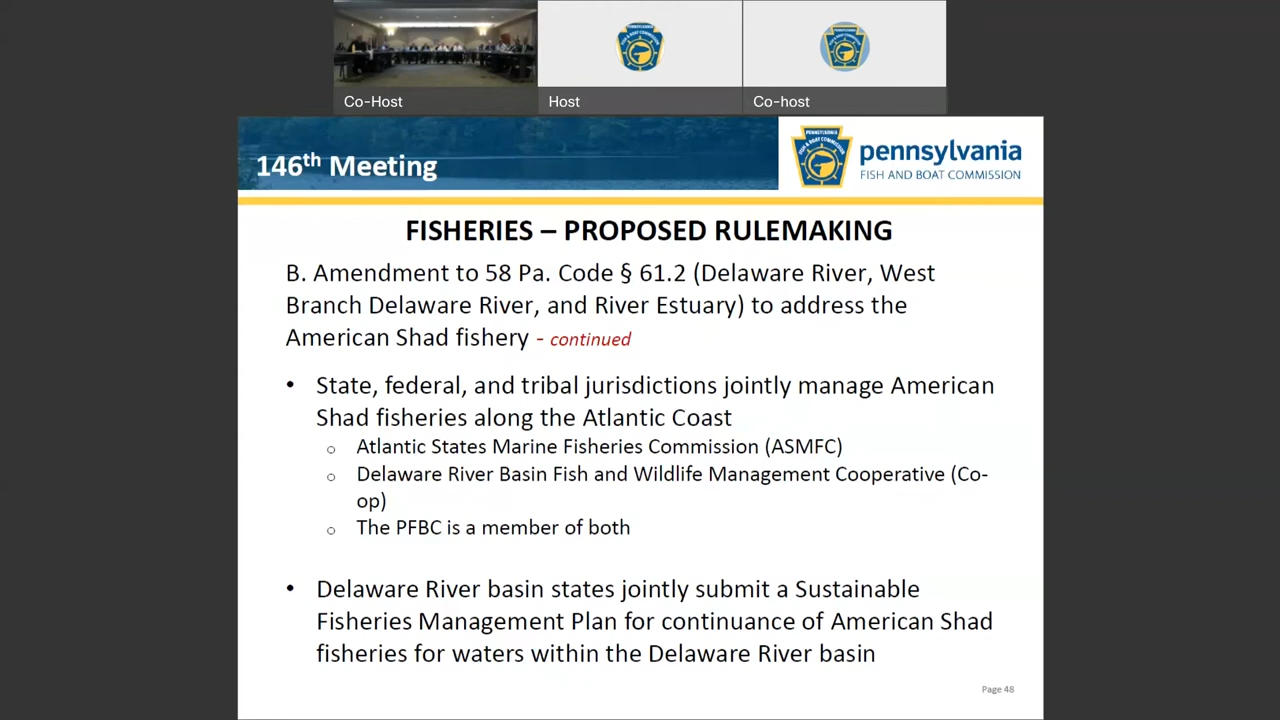 Co-Host
Host
Co-host
146th Meeting
PENNSYLVANIA
FISH & BOAT COMMISSION
pennsylvania
FISH AND BOAT COMMISSION
FISHERIES – PROPOSED RULEMAKING
B. Amendment to 58 Pa. Code § 61.2 (Delaware River, West
Branch Delaware River, and River Estuary) to address the
American Shad fishery - continued
• State, federal, and tribal jurisdictions jointly manage American
Shad fisheries along the Atlantic Coast
o Atlantic States Marine Fisheries Commission (ASMFC)
o Delaware River Basin Fish and Wildlife Management Cooperative (Co-
op)
o The PFBC is a member of both
• Delaware River basin states jointly submit a Sustainable
Fisheries Management Plan for continuance of American Shad
fisheries for waters within the Delaware River basin
Page 48